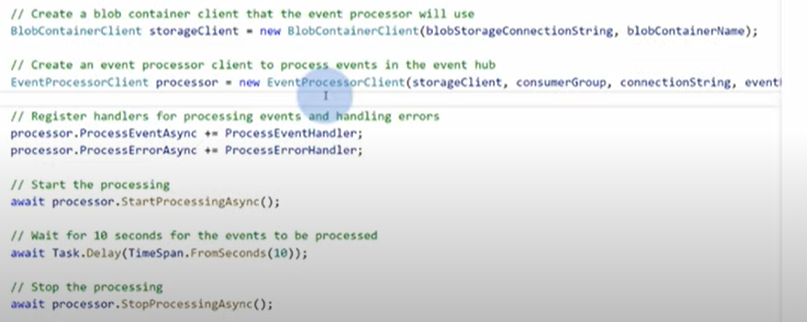 // Create a blob container client that the event processor will use
BlobContainerClient storageClient = new BlobContainerClient(blobStorageConnectionString, blobContainerName);
// Create an event processor client to process events in the event hub
EventProcessorClient processor = new EventProcessorClient(storageClient, consumerGroup, connectionString, event
// Register handlers for processing events and handling errors
processor.ProcessEventAsync += ProcessEventHandler;
processor.ProcessErrorAsync += ProcessErrorHandler;
// Start the processing
await processor.StartProcessingAsync();
// Wait for 10 seconds for the events to be processed
await Task.Delay(TimeSpan.FromSeconds(10));
// Stop the processing
await processor.StopProcessingAsync();